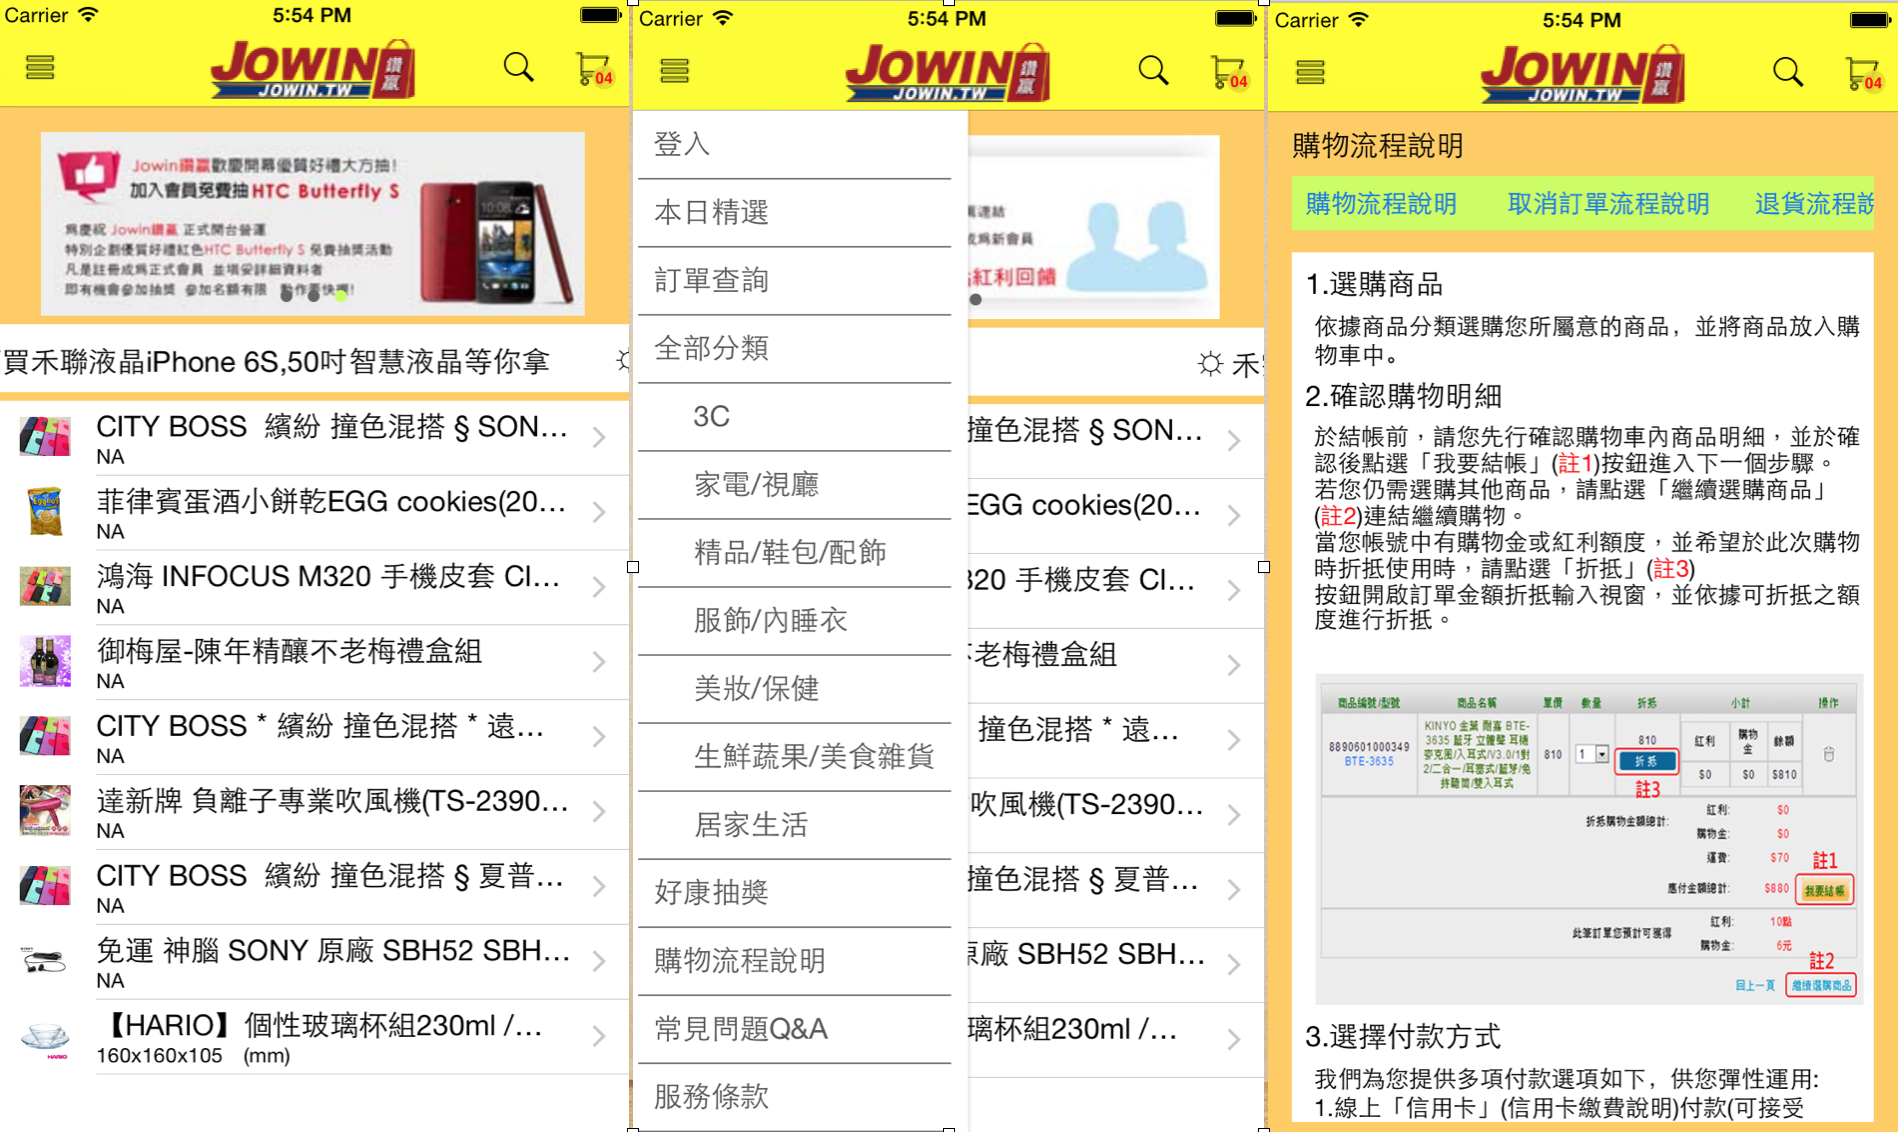 Carrier 5:54 PM
JOWIN 鑽贏
JOWIN.TW
04
Jowin鑽贏歡慶開幕優質好禮大方抽!
加入會員免費抽HTC Butterfly S
爲慶祝 Jowin鑽贏 正式開台營運
特別企劃優質好禮紅色HTC Butterfly S 免費抽獎活動
凡是註冊成爲正式會員 並填妥詳細資料者
即有機會參加抽獎 參加名額有限 動作要快喔!
買禾聯液晶iPhone 6S,50吋智慧液晶等你拿
CITY BOSS 繽紛 撞色混搭 § SON…
NA
菲律賓蛋酒小餅乾EGG cookies(20…
NA
鴻海 INFOCUS M320 手機皮套 CI…
NA
御梅屋-陳年精釀不老梅禮盒組
NA
CITY BOSS * 繽紛 撞色混搭 * 遠…
NA
達新牌 負離子專業吹風機(TS-2390…
NA
CITY BOSS 繽紛 撞色混搭 § 夏普…
NA
免運 神腦 SONY 原廠 SBH52 SBH…
NA
【HARIO】個性玻璃杯組230ml /…
160x160x105 (mm)
HARIO
Carrier 5:54 PM
JOWIN 鑽贏
JOWIN.TW
04
登入
本日精選
訂單查詢
全部分類
3C
家電/視廳
精品/鞋包/配飾
服飾/內睡衣
美妝/保健
生鮮蔬果/美食雜貨
居家生活
好康抽獎
購物流程說明
常見問題Q&A
服務條款
連結
成爲新會員
紅利回饋
禾
撞色混搭 § SON…
EGG cookies(20…
320 手機皮套 CI…
不老梅禮盒組
撞色混搭 * 遠…
吹風機(TS-2390…
撞色混搭 § 夏普…
原廠 SBH52 SBH…
璃杯組230ml /…
Carrier 5:54 PM
JOWIN 鑽贏
JOWIN.TW
04
購物流程說明
購物流程說明 取消訂單流程說明 退貨流程說
1.選購商品
依據商品分類選購您所屬意的商品，並將商品放入購
物車中。
2.確認購物明細
於結帳前，請您先行確認購物車內商品明細，並於確
認後點選「我要結帳」(註1)按鈕進入下一個步驟。
若您仍需選購其他商品，請點選「繼續選購商品」
(註2)連結繼續購物。
當您帳號中有購物金或紅利額度，並希望於此次購物
時折抵使用時，請點選「折抵」(註3)
按鈕開啟訂單金額折抵輸入視窗，並依據可折抵之額
度進行折抵。
商品編號/型號 商品名稱 單價 數量 折抵 小計 操作
8890601000349
BTE-3635
KINYO 金葉 耐嘉 BTE-
3635 藍牙 立體聲 耳機
麥克風/入耳式/V3.0/1對
2/二合一/耳塞式/藍芽/免
持聽筒/雙入耳式
810 1 810
折抵
註3
紅利 購物金 餘額
$0 $0 $810
折抵購物金額總計: 紅利: $0
購物金: $0
運費: $70
註1
應付金額總計: $880 我要結帳
此筆訂單您預計可獲得 紅利: 10點
購物金: 6元
註2
回上一頁 繼續選購商品
3.選擇付款方式
我們為您提供多項付款選項如下，供您彈性運用:
1.線上「信用卡」(信用卡繳費說明)付款(可接受